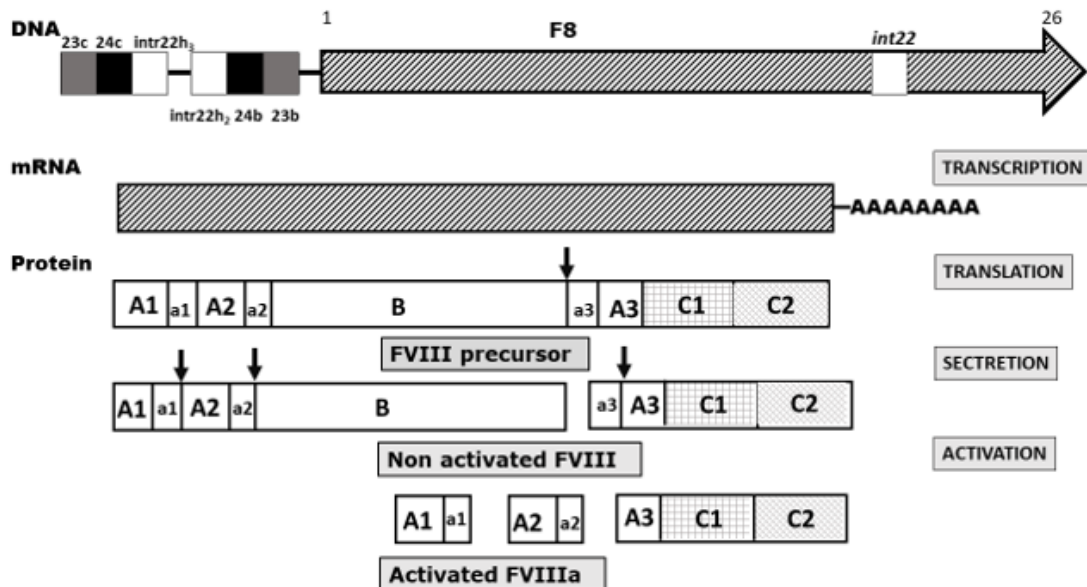 1 26
DNA F8 int22
23c 24c intr22h3
intr22h2 24b 23b
mRNA TRANSCRIPTION
AAAAAAAA
Protein TRANSLATION
A1 a1 A2 a2 B a3 A3 C1 C2
FVIII precursor SECTRETION
A1 a1 A2 a2 B a3 A3 C1 C2
Non activated FVIII ACTIVATION
A1 a1 A2 a2 A3 C1 C2
Activated FVIIIa